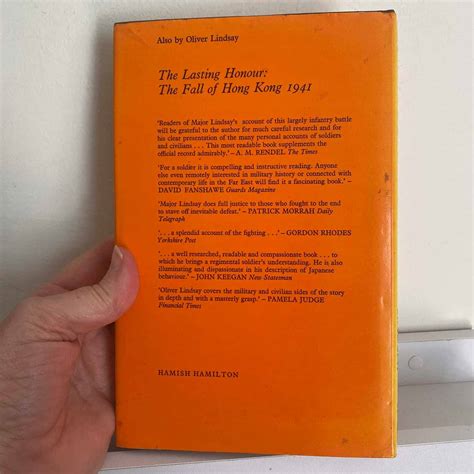 Also by Oliver Lindsay
The Lasting Honour:
The Fall of Hong Kong 1941
'Readers of Major Lindsay's account of this largely infantry battle
will be grateful to the author for much careful research and for
his clear presentation of the many personal accounts of soldiers
and civilians . . . This most readable book supplements the
official record admirably.' – A. M. RENDEL The Times
'For a soldier it is compelling and instructive reading. Anyone
else even remotely interested in military history or connected with
contemporary life in the Far East will find it a fascinating book.' –
DAVID FANSHAWE Guards Magazine
'Major Lindsay does full justice to those who fought to the end
to stave off inevitable defeat.' – PATRICK MORRAH Daily
Telegraph
'. . . a splendid account of the fighting . . .' – GORDON RHODES
Yorkshire Post
'. . . a well researched, readable and compassionate book . . . to
which he brings a regimental soldier's understanding. He is also
illuminating and dispassionate in his description of Japanese
behaviour.' – JOHN KEEGAN New Statesman
'Oliver Lindsay covers the military and civilian sides of the story
in depth and with a masterly grasp.' – PAMELA JUDGE
Financial Times
HAMISH HAMILTON